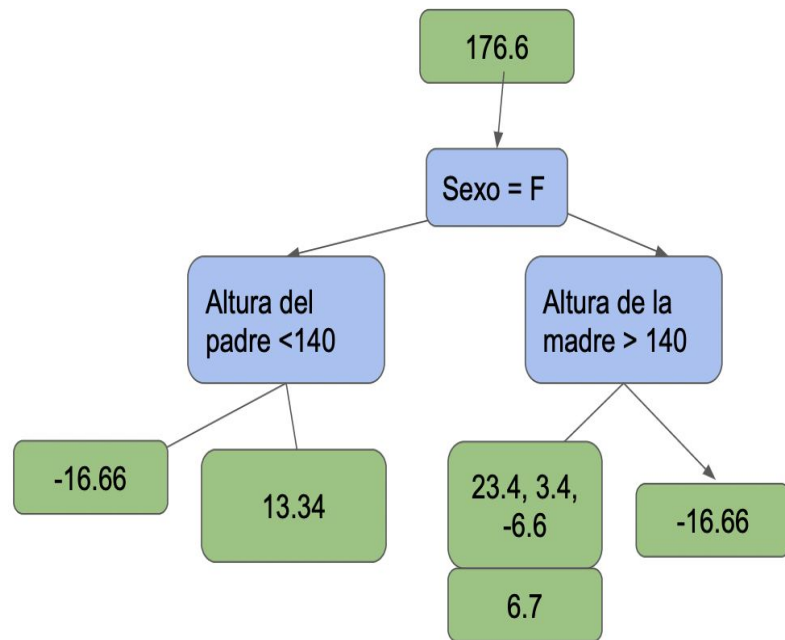 176.6
Sexo = F
Altura del
padre <140
Altura de la
madre > 140
-16.66
13.34
23.4, 3.4,
-6.6
-16.66
6.7